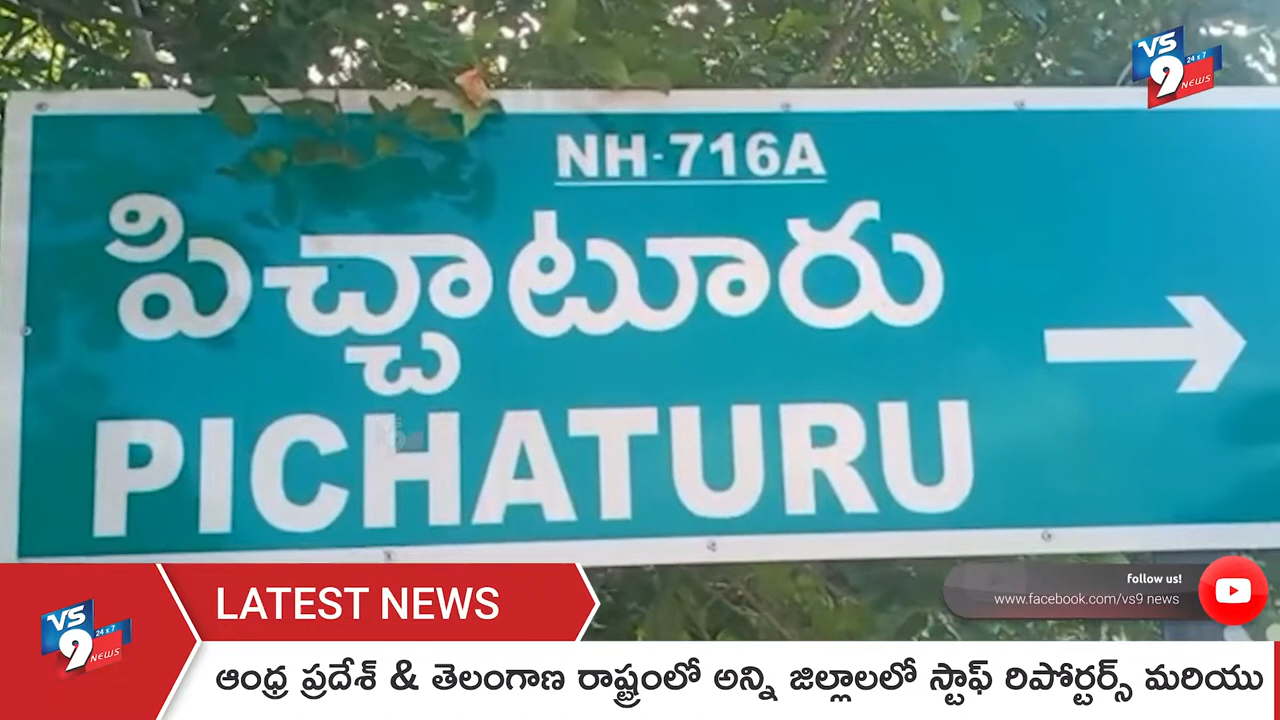 VS
9
24 x 7
NEWS
NH-716A
పిచ్చాటూరు
PICHATURU
follow us!
www.facebook.com/vs9 news
LATEST NEWS
VS
9
24 x 7
NEWS
ఆంధ్ర ప్రదేశ్ & తెలంగాణ రాష్ట్రంలో అన్ని జిల్లాలలో స్టాఫ్ రిపోర్టర్స్ మరియు